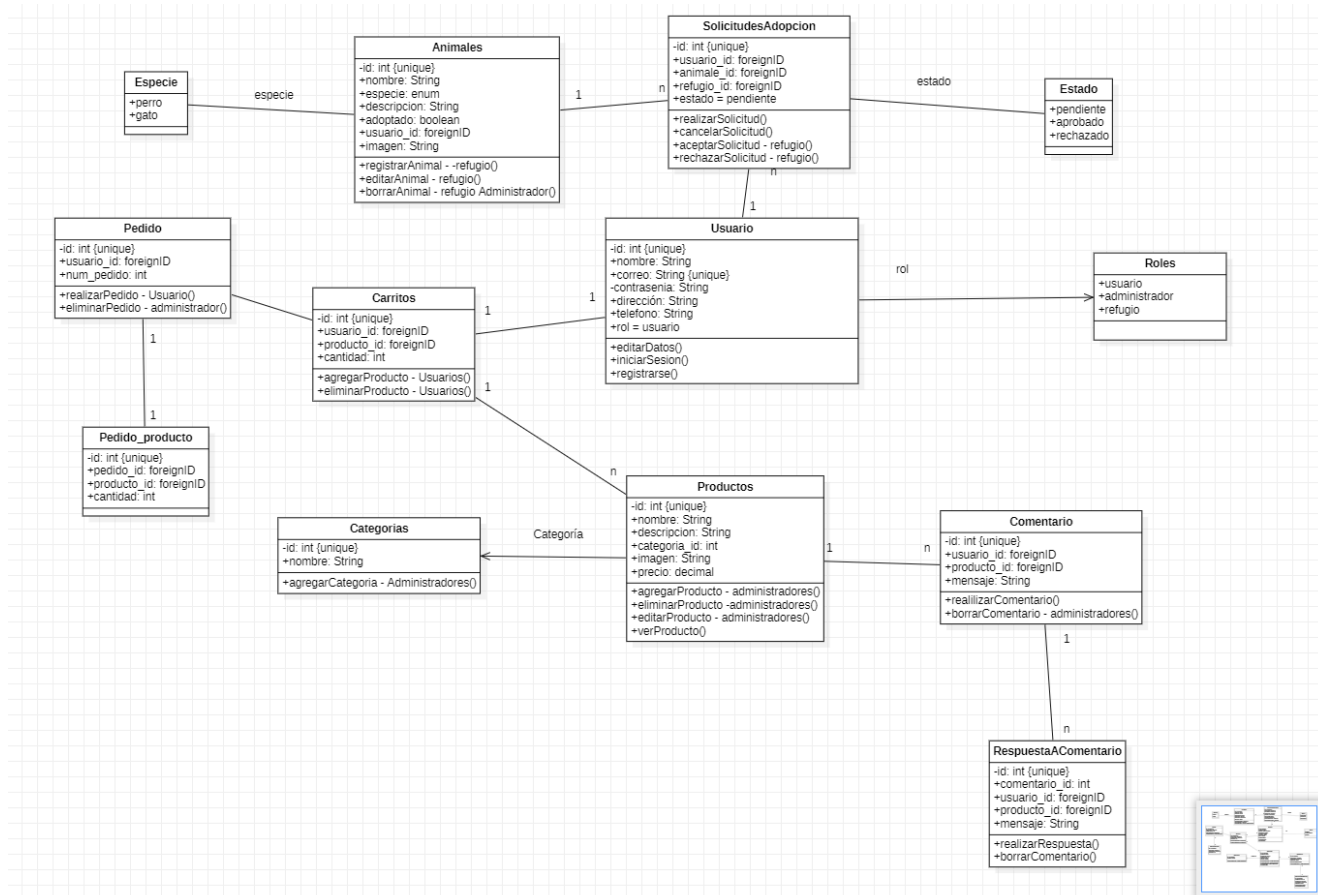 SolicitudesAdopcion
-id: int {unique}
+usuario_id: foreignID
+animale_id: foreignID
+refugio_id: foreignID
+estado = pendiente
+realizarSolicitud()
+cancelarSolicitud()
+aceptarSolicitud - refugio()
+rechazarSolicitud - refugio()
Animales
-id: int {unique}
+nombre: String
+especie: enum
+descripcion: String
+adoptado: boolean
+usuario_id: foreignID
+imagen: String
+registrarAnimal - -refugio()
+editarAnimal - refugio()
+borrarAnimal - refugio Administrador()
Especie
+perro
+gato
especie
1
n
estado
Estado
+pendiente
+aprobado
+rechazado
n
1
Pedido
-id: int {unique}
+usuario_id: foreignID
+num_pedido: int
+realizarPedido - Usuario()
+eliminarPedido - administrador()
Usuario
-id: int {unique}
+nombre: String
+correo: String {unique}
-contrasenia: String
+dirección: String
+telefono: String
+rol = usuario
+editarDatos()
+iniciarSesion()
+registrarse()
rol
Roles
+usuario
+administrador
+refugio
Carritos
-id: int {unique}
+usuario_id: foreignID
+producto_id: foreignID
+cantidad: int
+agregarProducto - Usuarios()
+eliminarProducto - Usuarios()
1
1
1
n
1
1
Pedido_producto
-id: int {unique}
+pedido_id: foreignID
+producto_id: foreignID
+cantidad: int
Productos
-id: int {unique}
+nombre: String
+descripcion: String
+categoria_id: int
+imagen: String
+precio: decimal
+agregarProducto - administradores()
+eliminarProducto -administradores()
+editarProducto - administradores()
+verProducto()
Categorias
-id: int {unique}
+nombre: String
+agregarCategoria - Administradores()
Categoría
1
n
Comentario
-id: int {unique}
+usuario_id: foreignID
+producto_id: foreignID
+mensaje: String
+realilizarComentario()
+borrarComentario - administradores()
1
n
RespuestaAComentario
-id: int {unique}
+comentario_id: int
+usuario_id: foreignID
+producto_id: foreignID
+mensaje: String
+realizarRespuesta()
+borrarComentario()